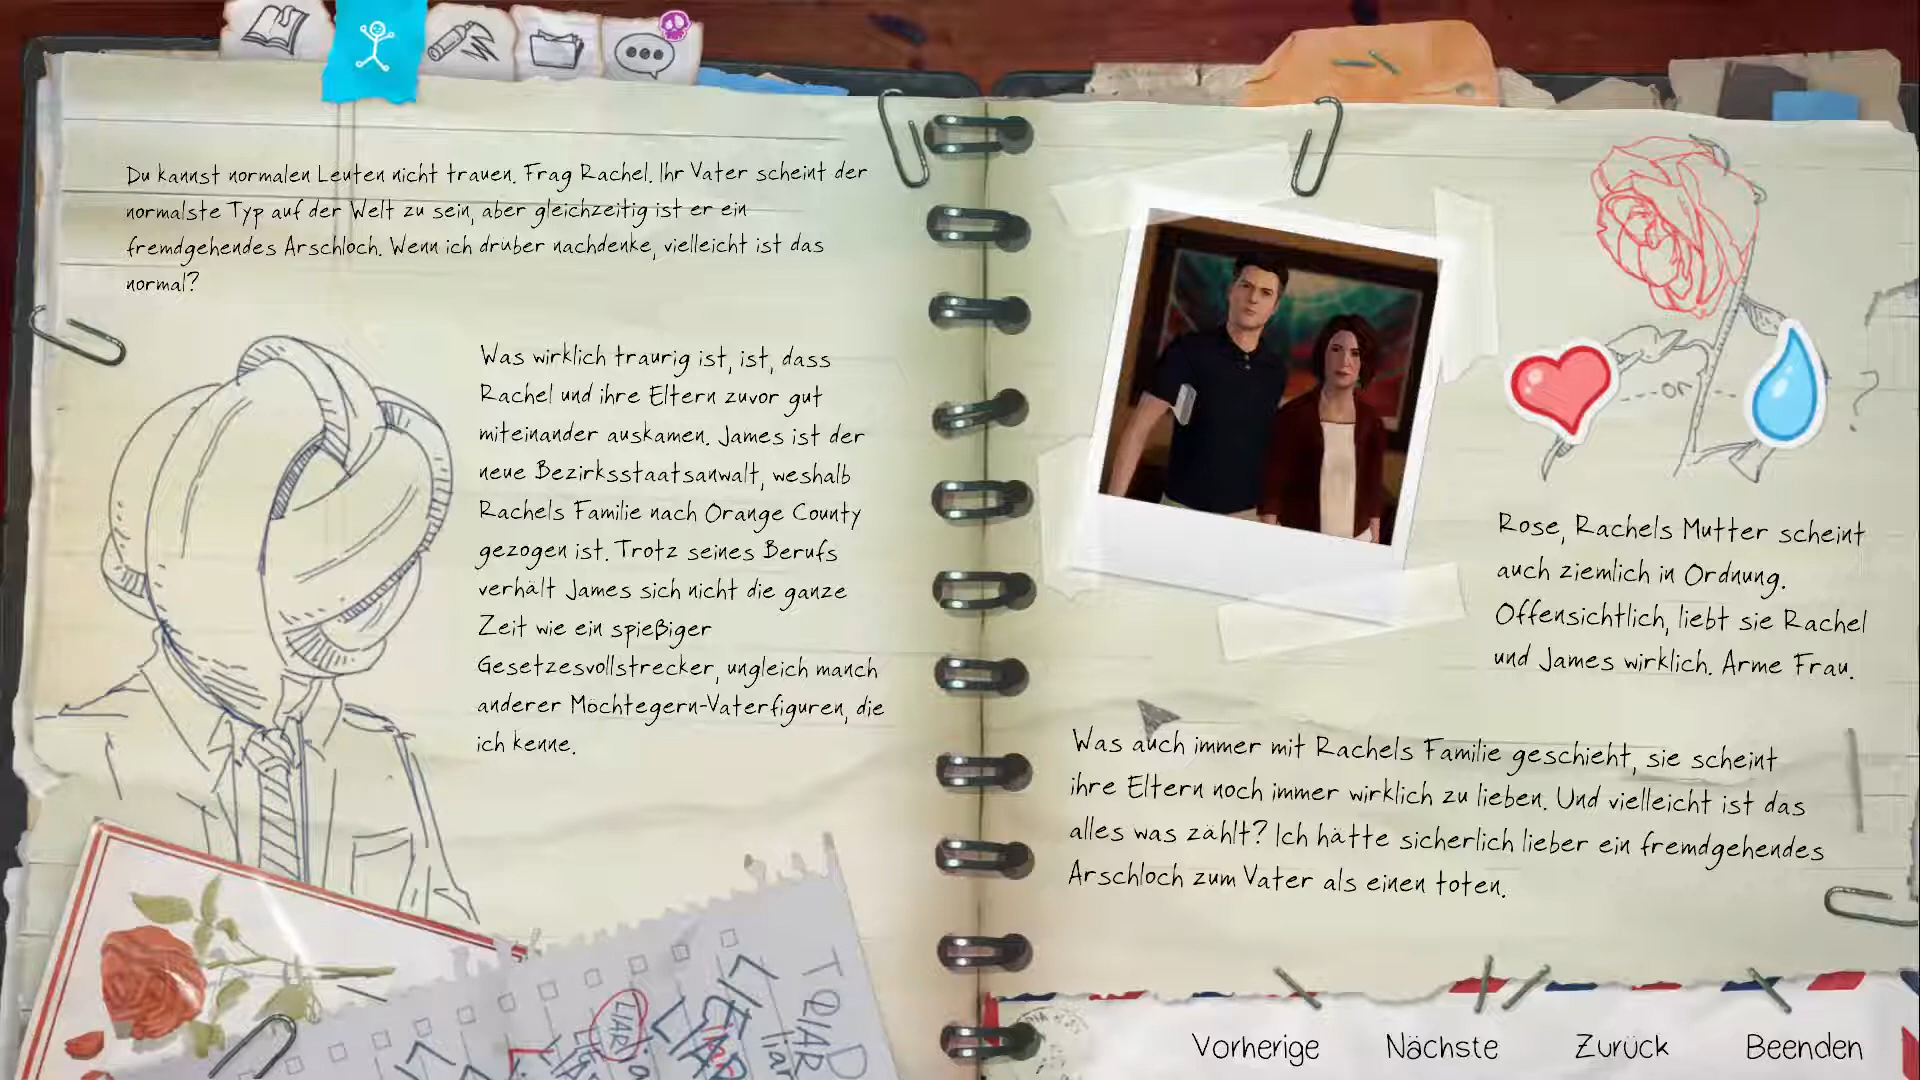 Du kannst normalen Leuten nicht trauen. Frag Rachel. Ihr Vater scheint der
normalste Typ auf der Welt zu sein, aber gleichzeitig ist er ein
fremdgehendes Arschloch. Wenn ich drüber nachdenke, vielleicht ist das
normal?
Was wirklich traurig ist, ist, dass
Rachel und ihre Eltern zuvor gut
miteinander auskamen. James ist der
neue Bezirksstaatsanwalt, weshalb
Rachels Familie nach Orange County
gezogen ist. Trotz seines Berufs
verhält James sich nicht die ganze
Zeit wie ein spießiger
Gesetzesvollstrecker, ungleich manch
anderer Möchtegern-Vaterfiguren, die
ich kenne.
TQIAR
liar
LIAR
LIAR
LIAR
---or---
?
Rose, Rachels Mutter scheint
auch ziemlich in Ordnung.
Offensichtlich, liebt sie Rachel
und James wirklich. Arme Frau.
Was auch immer mit Rachels Familie geschieht, sie scheint
ihre Eltern noch immer wirklich zu lieben. Und vielleicht ist das
alles was zählt? Ich hätte sicherlich lieber ein fremdgehendes
Arschloch zum Vater als einen toten.
Vorherige Nächste Zurück Beenden